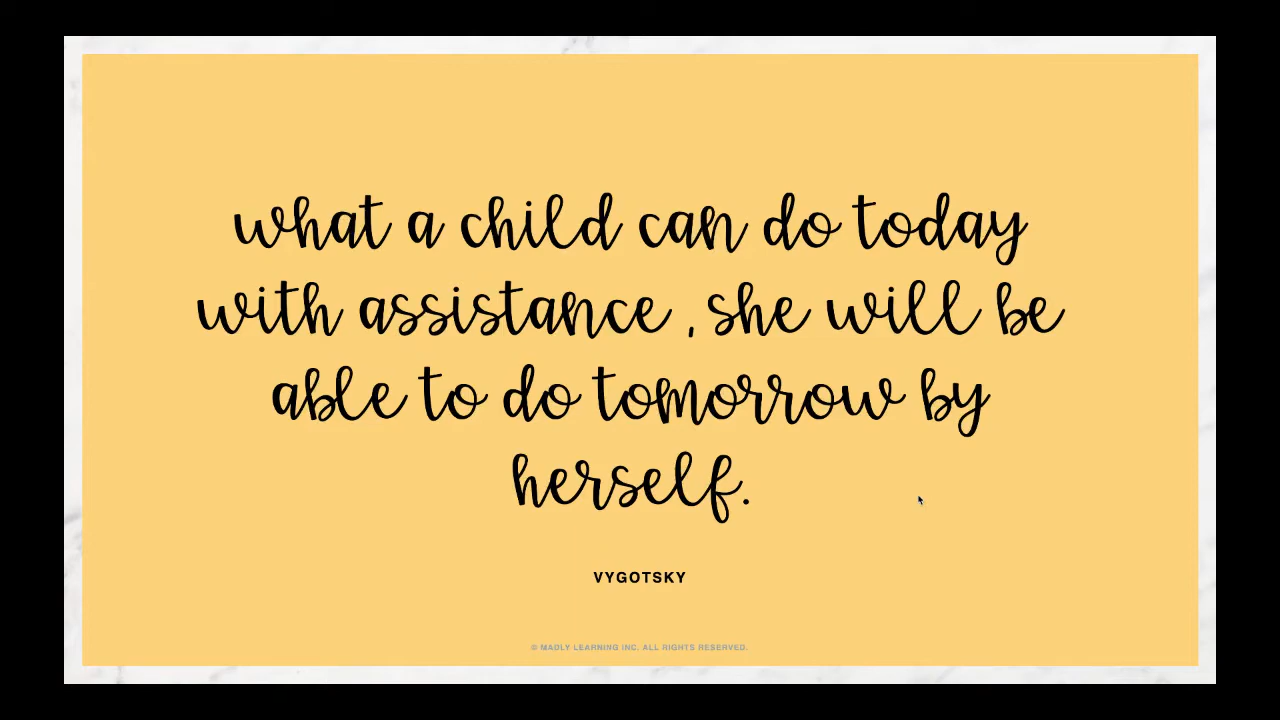 what a child can do today
with assistance , she will be
able to do tomorrow by
herself.
VYGOTSKY
© MADLY LEARNING INC. ALL RIGHTS RESERVED.